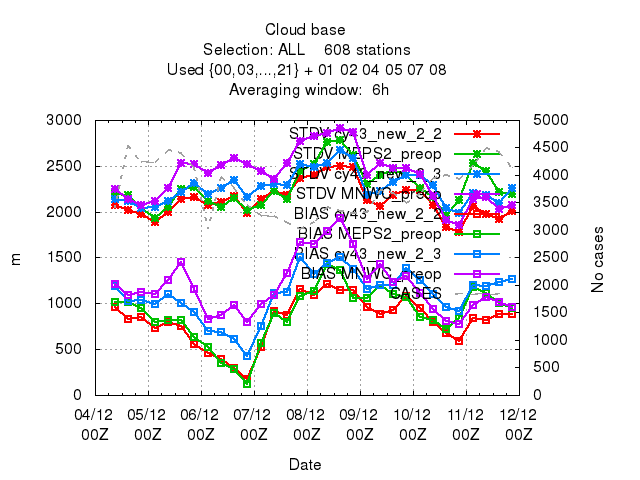 Cloud base
Selection: ALL 608 stations
Used {00,03,...,21} + 01 02 04 05 07 08
Averaging window: 6h
3000
2500
2000
1500
1000
500
0
m
5000
4500
4000
3500
3000
2500
2000
1500
1000
500
0
No cases
STDV cy43_new_2_2
STDV MEPS2_preop
STDV cy43_new_2_3
STDV MNWC_preop
BIAS cy43_new_2_2
BIAS MEPS2_preop
BIAS cy43_new_2_3
BIAS MNWC_preop
CASES
04/12 05/12 06/12 07/12 08/12 09/12 10/12 11/12 12/12
00Z 00Z 00Z 00Z 00Z 00Z 00Z 00Z 00Z
Date